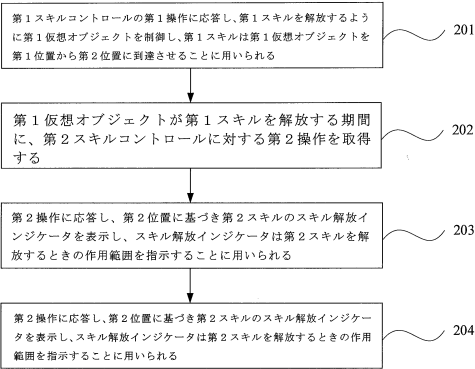 第１スキルコントロールの第１操作に応答し、第１スキルを解放するよう
に第１仮想オブジェクトを制御し、第１スキルは第１仮想オブジェクトを
第１位置から第２位置に到達させることに用いられる
201
第１仮想オブジェクトが第１スキルを解放する期間
に、第２スキルコントロールに対する第２操作を取得
する
202
第２操作に応答し、第２位置に基づき第２スキルのスキル解放イ
ンジケータを表示し、スキル解放インジケータは第２スキルを解
放するときの作用範囲を指示することに用いられる
203
第２操作に応答し、第２位置に基づき第２スキルのスキル解放インジケー
タを表示し、スキル解放インジケータは第２スキルを解放するときの作用
範囲を指示することに用いられる
204